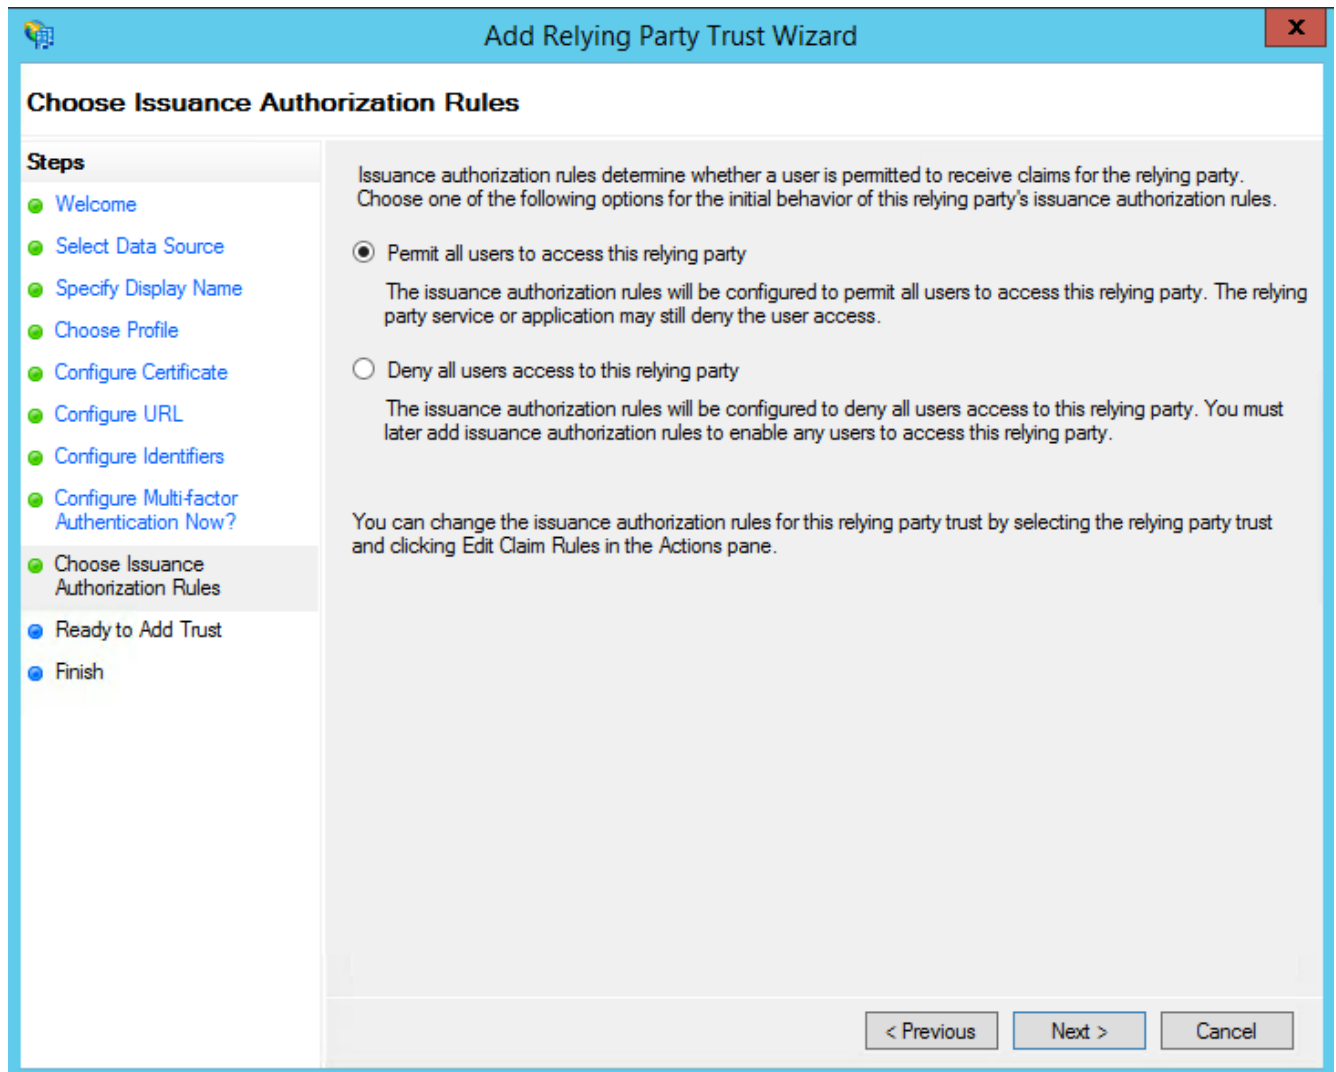 Add Relying Party Trust Wizard
x
Choose Issuance Authorization Rules
Steps
Welcome
Select Data Source
Specify Display Name
Choose Profile
Configure Certificate
Configure URL
Configure Identifiers
Configure Multi-factor
Authentication Now?
Choose Issuance
Authorization Rules
Ready to Add Trust
Finish
Issuance authorization rules determine whether a user is permitted to receive claims for the relying party.
Choose one of the following options for the initial behavior of this relying party's issuance authorization rules.
Permit all users to access this relying party
The issuance authorization rules will be configured to permit all users to access this relying party. The relying
party service or application may still deny the user access.
Deny all users access to this relying party
The issuance authorization rules will be configured to deny all users access to this relying party. You must
later add issuance authorization rules to enable any users to access this relying party.
You can change the issuance authorization rules for this relying party trust by selecting the relying party trust
and clicking Edit Claim Rules in the Actions pane.
< Previous
Next >
Cancel